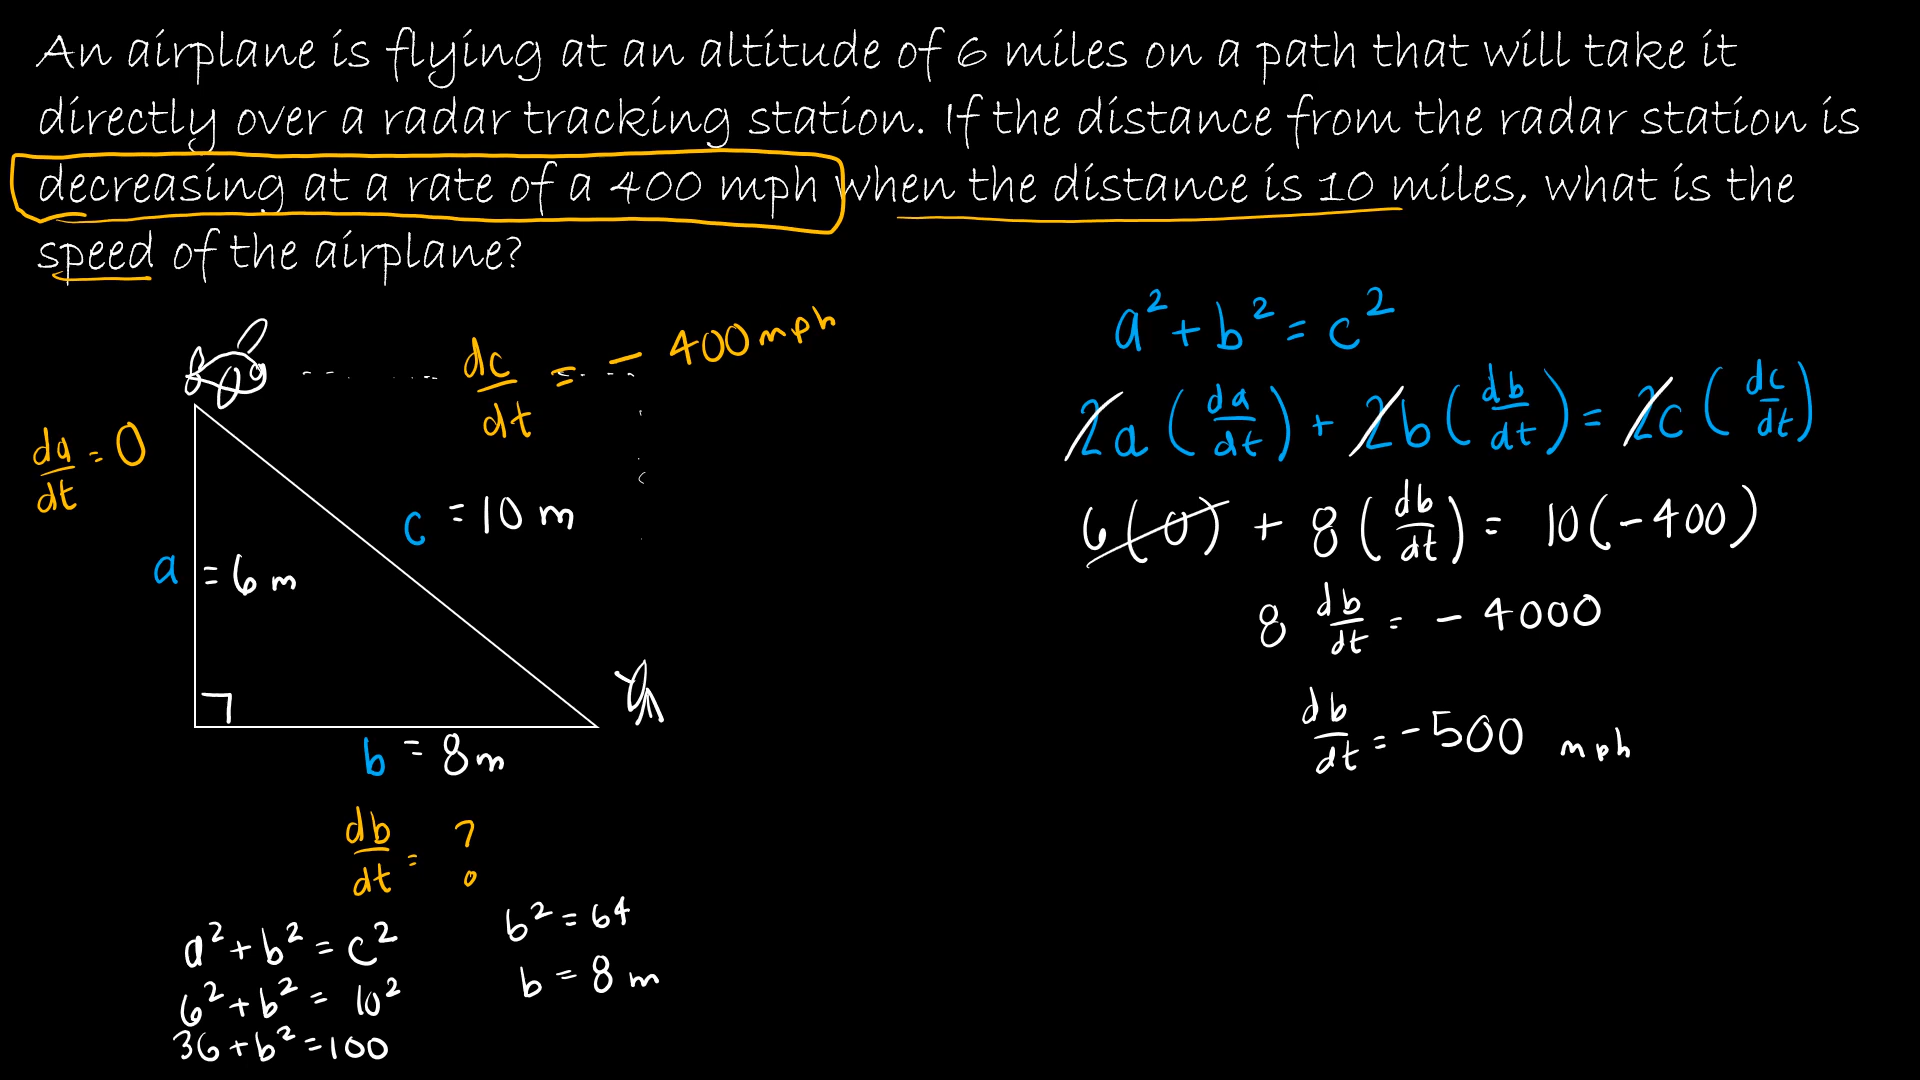 An airplane is flying at an altitude of 6 miles on a path that will take it
directly over a radar tracking station. If the distance from the radar station is
decreasing at a rate of a 400 mph when the distance is 10 miles, what is the
speed of the airplane?
dc/dt = - 400 mph
da/dt = 0
c = 10 m
a = 6 m
b = 8 m
db/dt = ?
a² + b² = c²
6² + b² = 10²
36 + b² = 100
b² = 64
b = 8 m
a² + b² = c²
2a (da/dt) + 2b (db/dt) = 2c (dc/dt)
6(0) + 8 (db/dt) = 10(-400)
8 db/dt = - 4000
db/dt = -500 mph